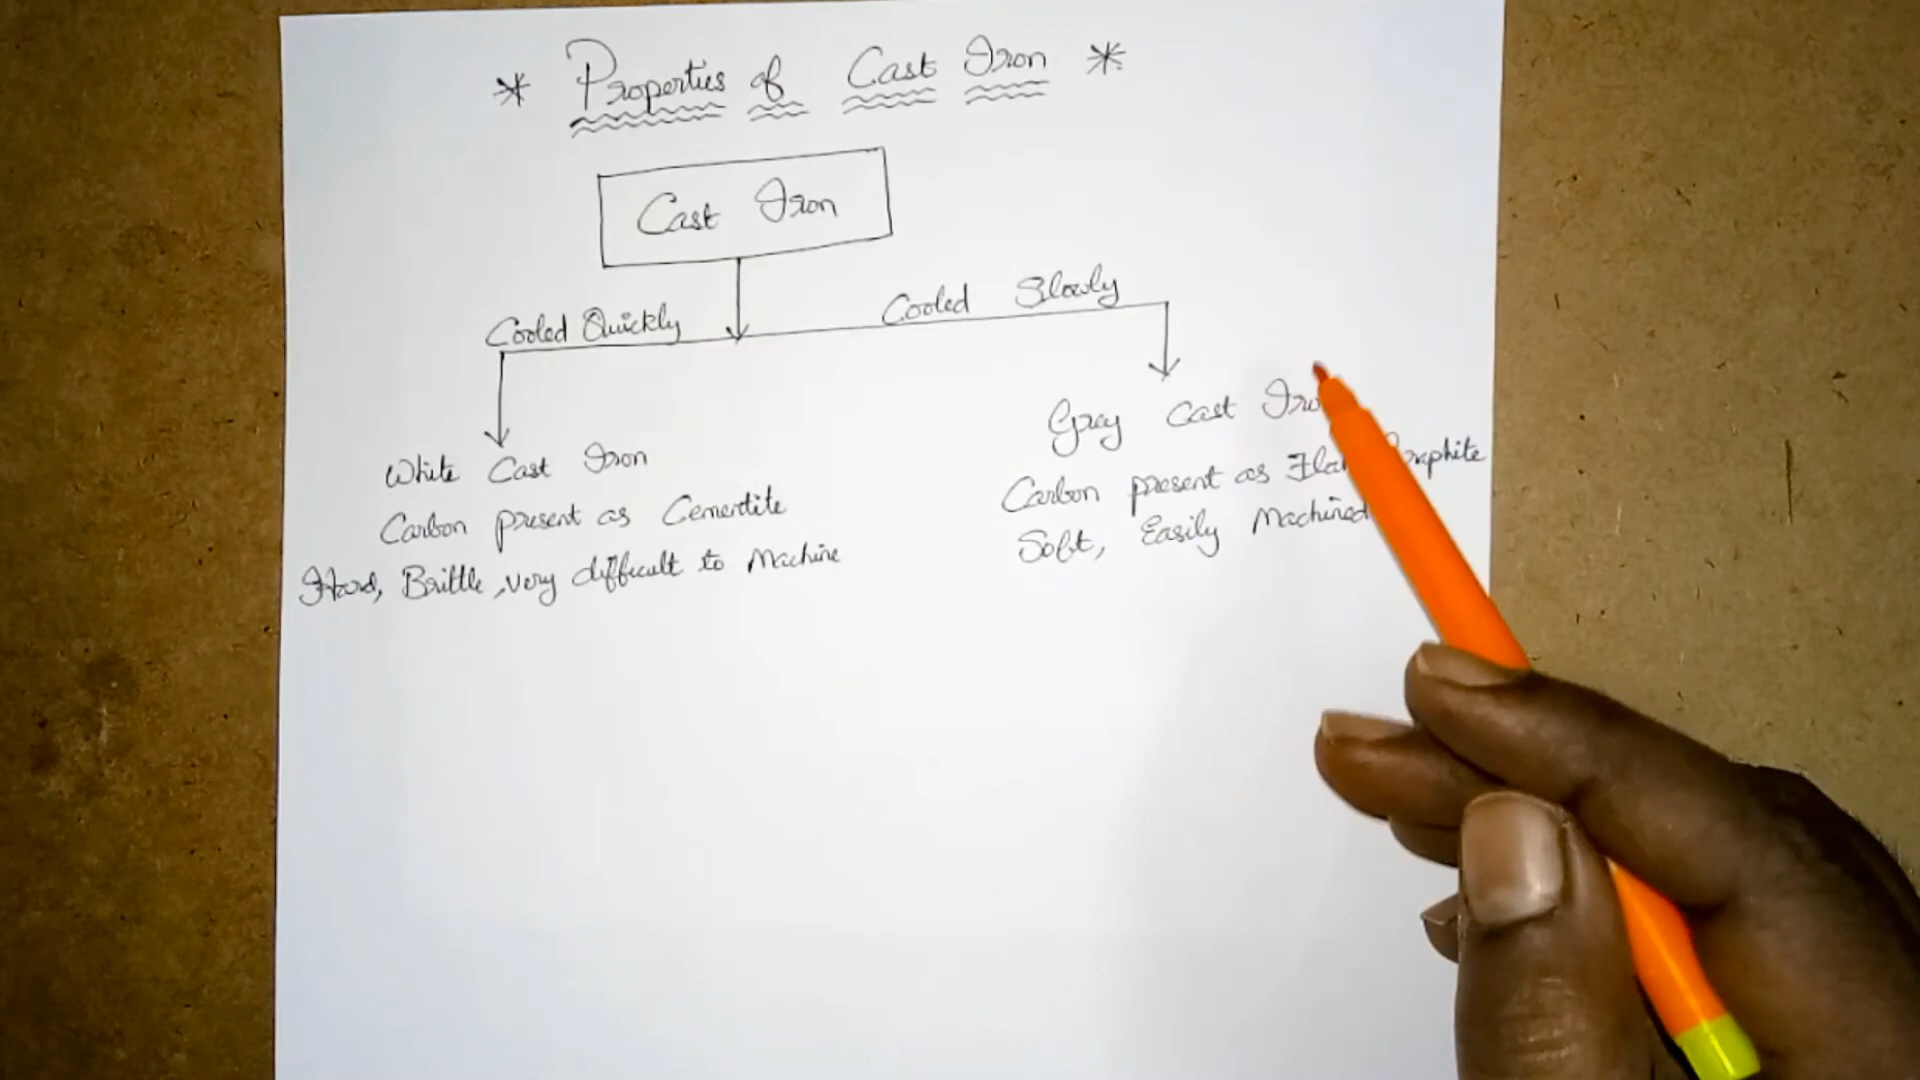 * Properties of Cast Iron *
Cast Iron
Cooled Quickly
Cooled Slowly
White Cast Iron
Carbon present as Cementite
Hard, Brittle, very difficult to Machine
Grey Cast
Carbon present as
Soft, Easily Machined